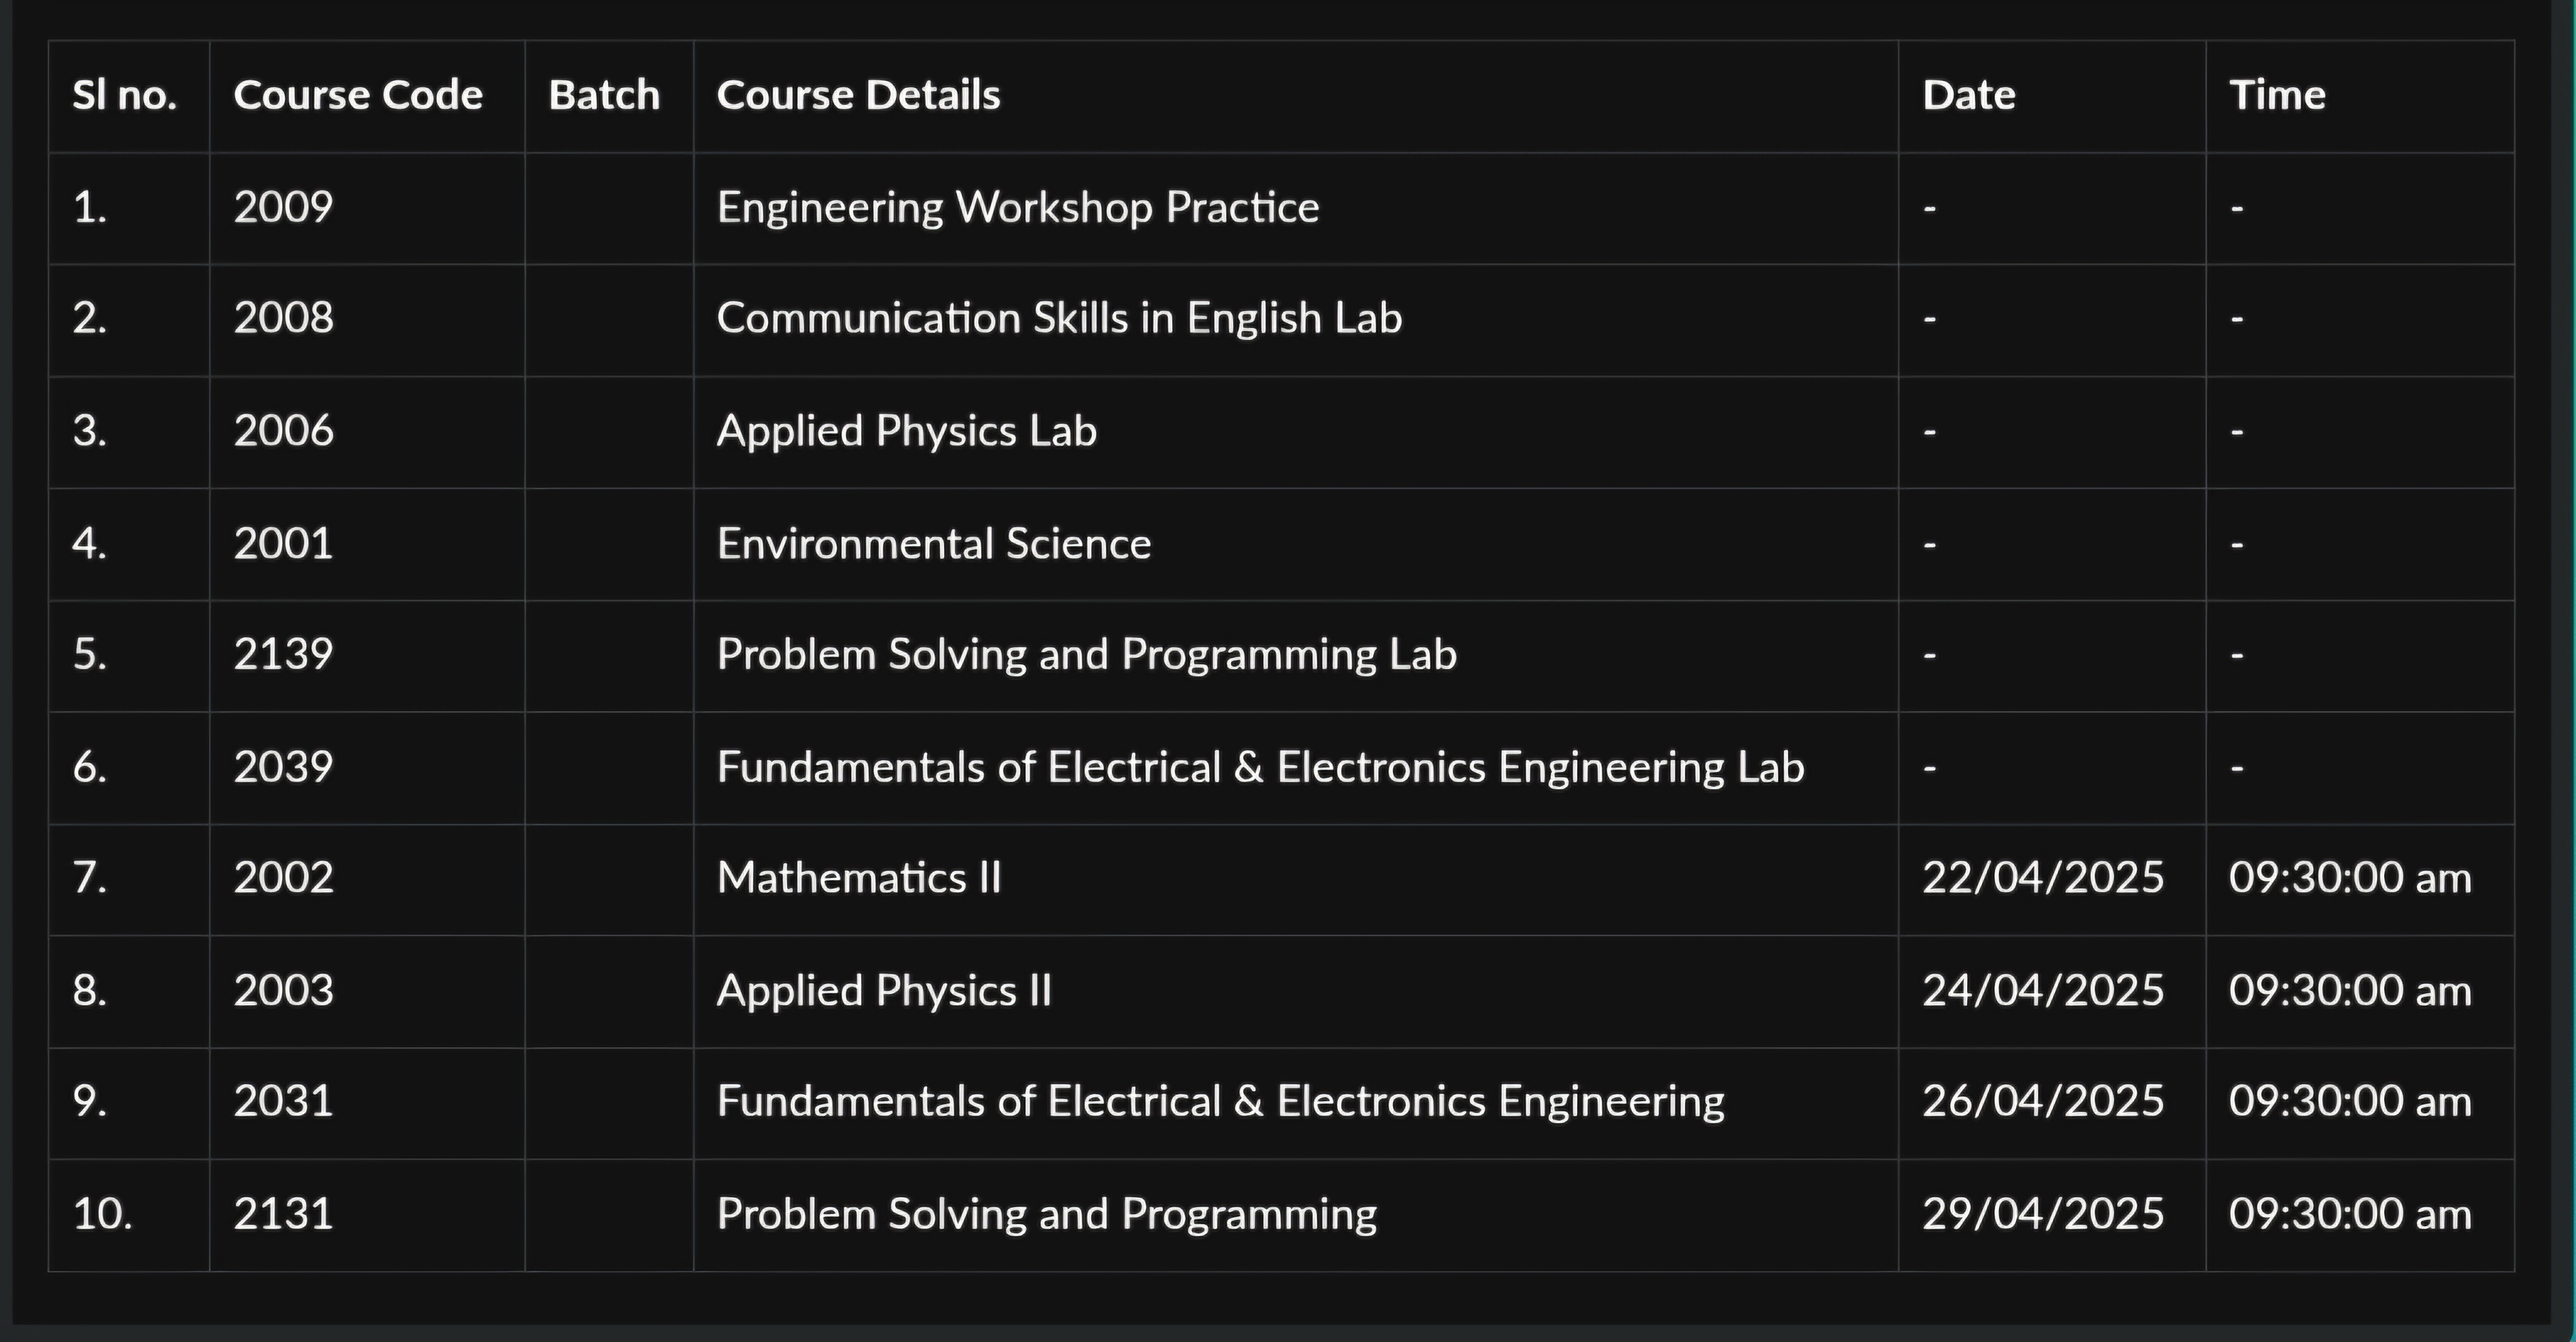 Sl no. Course Code Batch Course Details Date Time
1. 2009 Engineering Workshop Practice - -
2. 2008 Communication Skills in English Lab - -
3. 2006 Applied Physics Lab - -
4. 2001 Environmental Science - -
5. 2139 Problem Solving and Programming Lab - -
6. 2039 Fundamentals of Electrical & Electronics Engineering Lab - -
7. 2002 Mathematics II 22/04/2025 09:30:00 am
8. 2003 Applied Physics II 24/04/2025 09:30:00 am
9. 2031 Fundamentals of Electrical & Electronics Engineering 26/04/2025 09:30:00 am
10. 2131 Problem Solving and Programming 29/04/2025 09:30:00 am